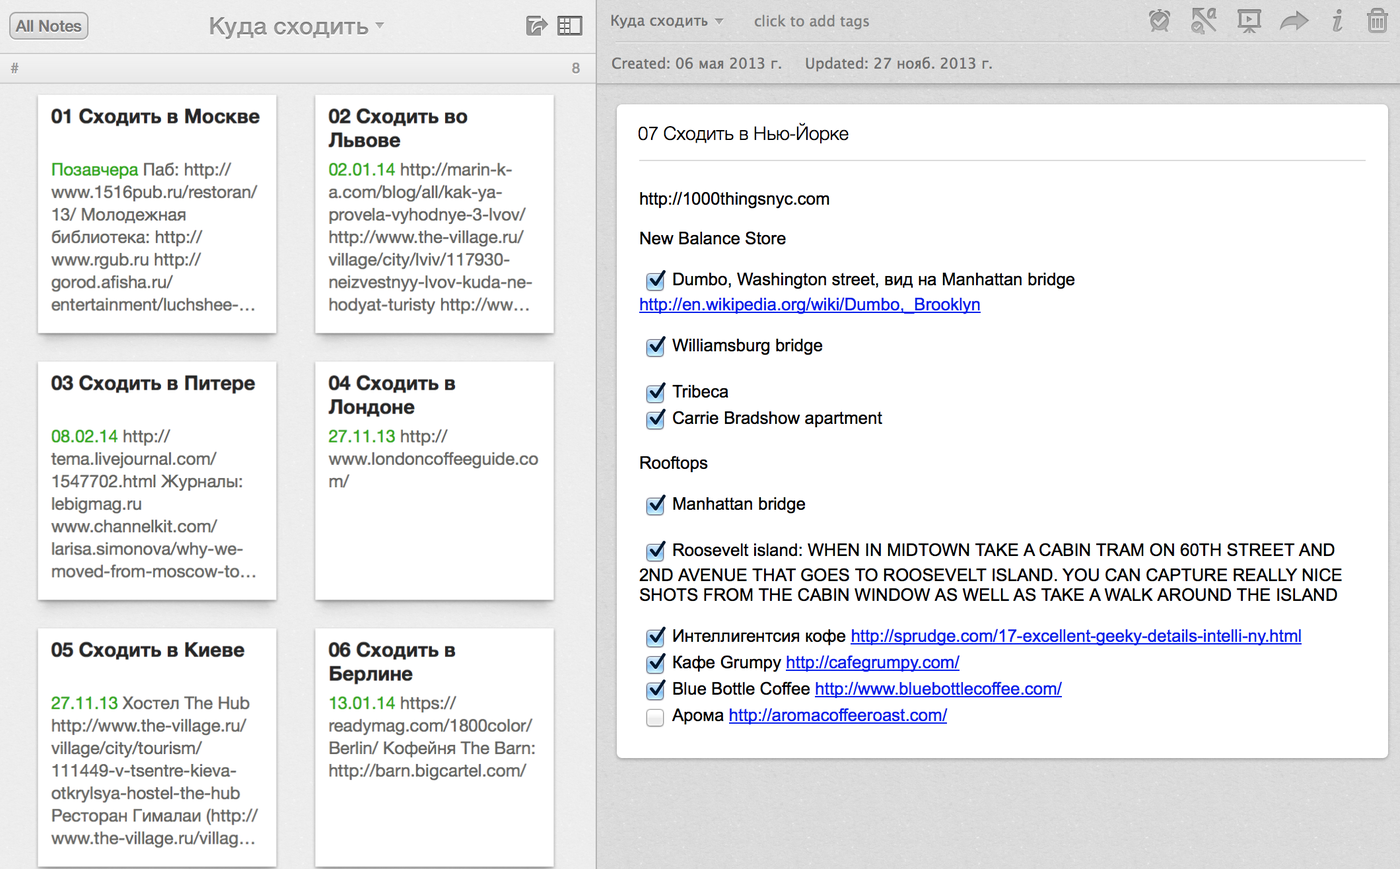 All Notes
Куда сходить
#
8
01 Сходить в Москве
Позавчера Паб: http://
www.1516pub.ru/restoran/
13/ Молодежная
библиотека: http://
www.rgub.ru http://
gorod.afisha.ru/
entertainment/luchshee-...
02 Сходить во
Львове
02.01.14 http://marin-k-
a.com/blog/all/kak-ya-
provela-vyhodnye-3-lvov/
http://www.the-village.ru/
village/city/lviv/117930-
neizvestnyy-lvov-kuda-ne-
hodyat-turisty http://ww...
03 Сходить в Питере
08.02.14 http://
tema.livejournal.com/
1547702.html Журналы:
lebigmag.ru
www.channelkit.com/
larisa.simonova/why-we-
moved-from-moscow-to...
04 Сходить в
Лондоне
27.11.13 http://
www.londoncoffeeguide.co
m/
05 Сходить в Киеве
27.11.13 Хостел The Hub
http://www.the-village.ru/
village/city/tourism/
111449-v-tsentre-kieva-
otkrylsya-hostel-the-hub
Ресторан Гималаи (http://
www.the-village.ru/villag...
06 Сходить в
Берлине
13.01.14 https://
readymag.com/1800color/
Berlin/ Кофейня The Barn:
http://barn.bigcartel.com/
Куда сходить
click to add tags
Created: 06 мая 2013 г. Updated: 27 нояб. 2013 г.
07 Сходить в Нью-Йорке
http://1000thingsnyc.com
New Balance Store
Dumbo, Washington street, вид на Manhattan bridge
http://en.wikipedia.org/wiki/Dumbo,_Brooklyn
Williamsburg bridge
Tribeca
Carrie Bradshow apartment
Rooftops
Manhattan bridge
Roosevelt island: WHEN IN MIDTOWN TAKE A CABIN TRAM ON 60TH STREET AND
2ND AVENUE THAT GOES TO ROOSEVELT ISLAND. YOU CAN CAPTURE REALLY NICE
SHOTS FROM THE CABIN WINDOW AS WELL AS TAKE A WALK AROUND THE ISLAND
Интеллигентсия кофе http://sprudge.com/17-excellent-geeky-details-intelli-ny.html
Кафе Grumpy http://cafegrumpy.com/
Blue Bottle Coffee http://www.bluebottlecoffee.com/
Арома http://aromacoffeeroast.com/